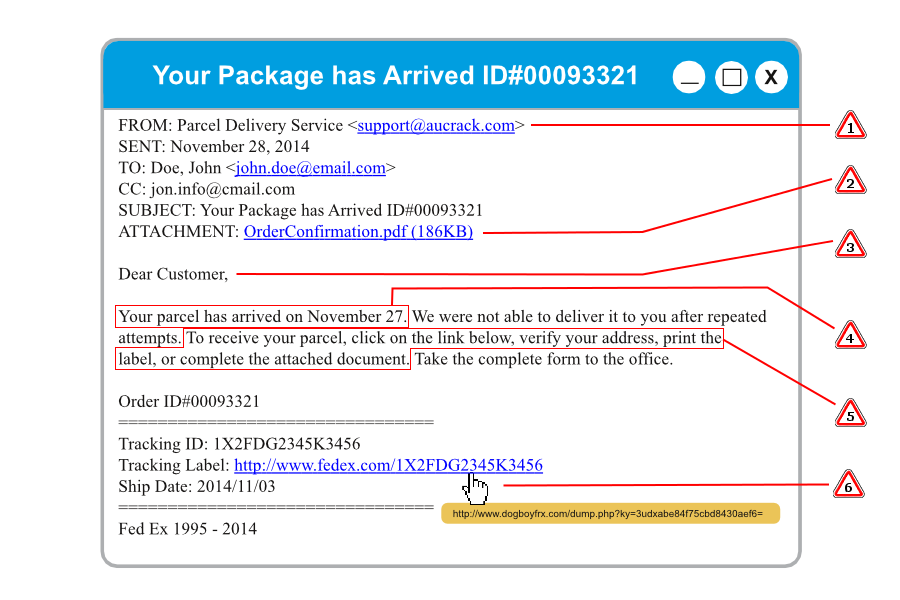 Your Package has Arrived ID#00093321
X
FROM: Parcel Delivery Service <support@aucrack.com>
1
SENT: November 28, 2014
TO: Doe, John <john.doe@email.com>
2
CC: jon.info@cmail.com
SUBJECT: Your Package has Arrived ID#00093321
ATTACHMENT: OrderConfirmation.pdf (186KB)
3
Dear Customer,
Your parcel has arrived on November 27. We were not able to deliver it to you after repeated
attempts. To receive your parcel, click on the link below, verify your address, print the
4
label, or complete the attached document. Take the complete form to the office.
Order ID#00093321
5
================================
Tracking ID: 1X2FDG2345K3456
Tracking Label: http://www.fedex.com/1X2FDG2345K3456
Ship Date: 2014/11/03
6
================================
http://www.dogboyfrx.com/dump.php?ky=3udxabe84f75cbd8430aef6=
Fed Ex 1995 - 2014